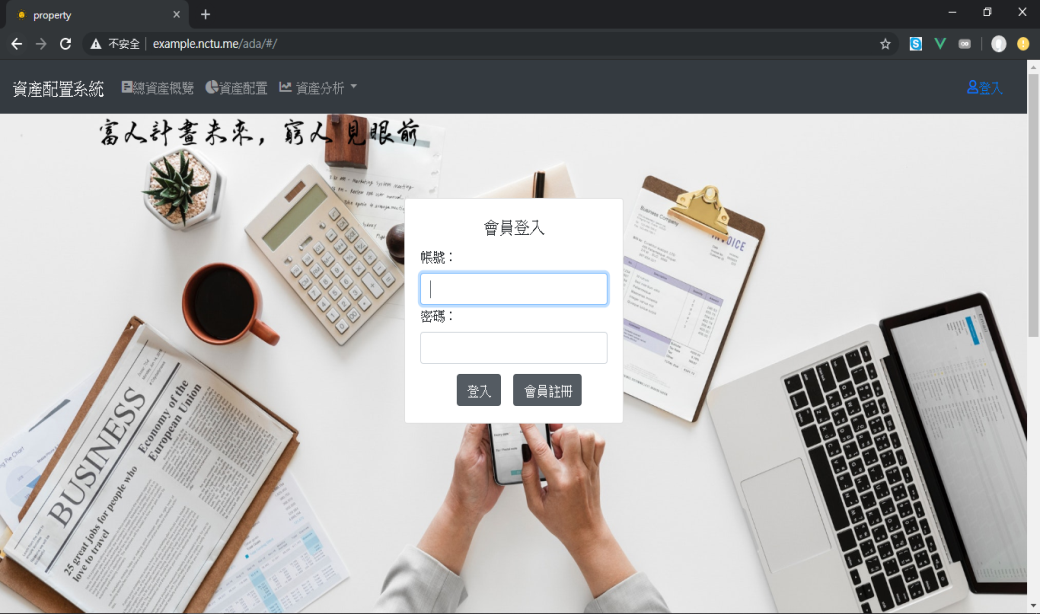 property
不安全
example.nctu.me/ada/#/
資產配置系統
總資產概覽
資產配置
資產分析
登入
富人計畫未來，窮人見眼前
會員登入
帳號：
密碼：
登入
會員註冊
Business Company
INVOICE
BUSINESS
Economy of the
European Union
25 great jobs for people who
love to travel